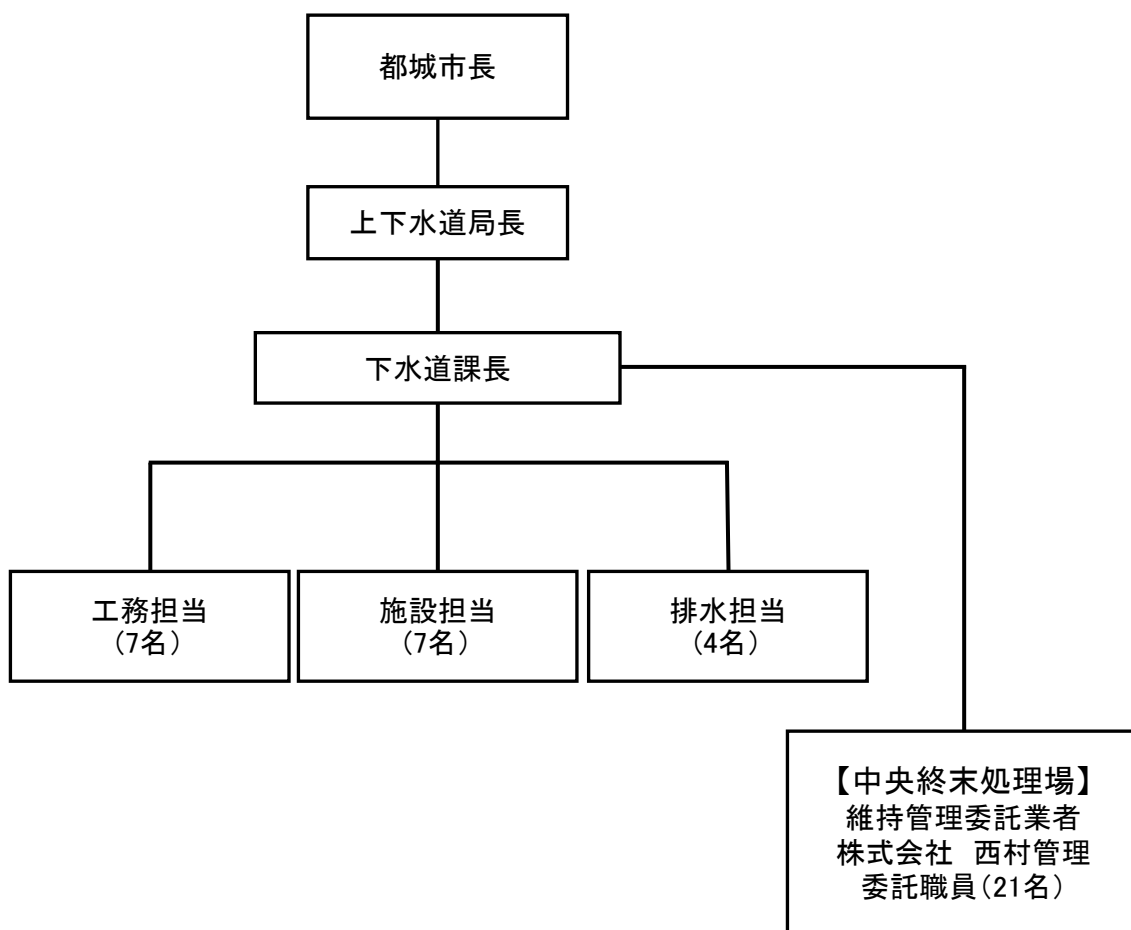 都城市長
上下水道局長
下水道課長
工務担当
（7名）
施設担当
（7名）
排水担当
（4名）
【中央終末処理場】
維持管理委託業者
株式会社　西村管理
委託職員（21名）